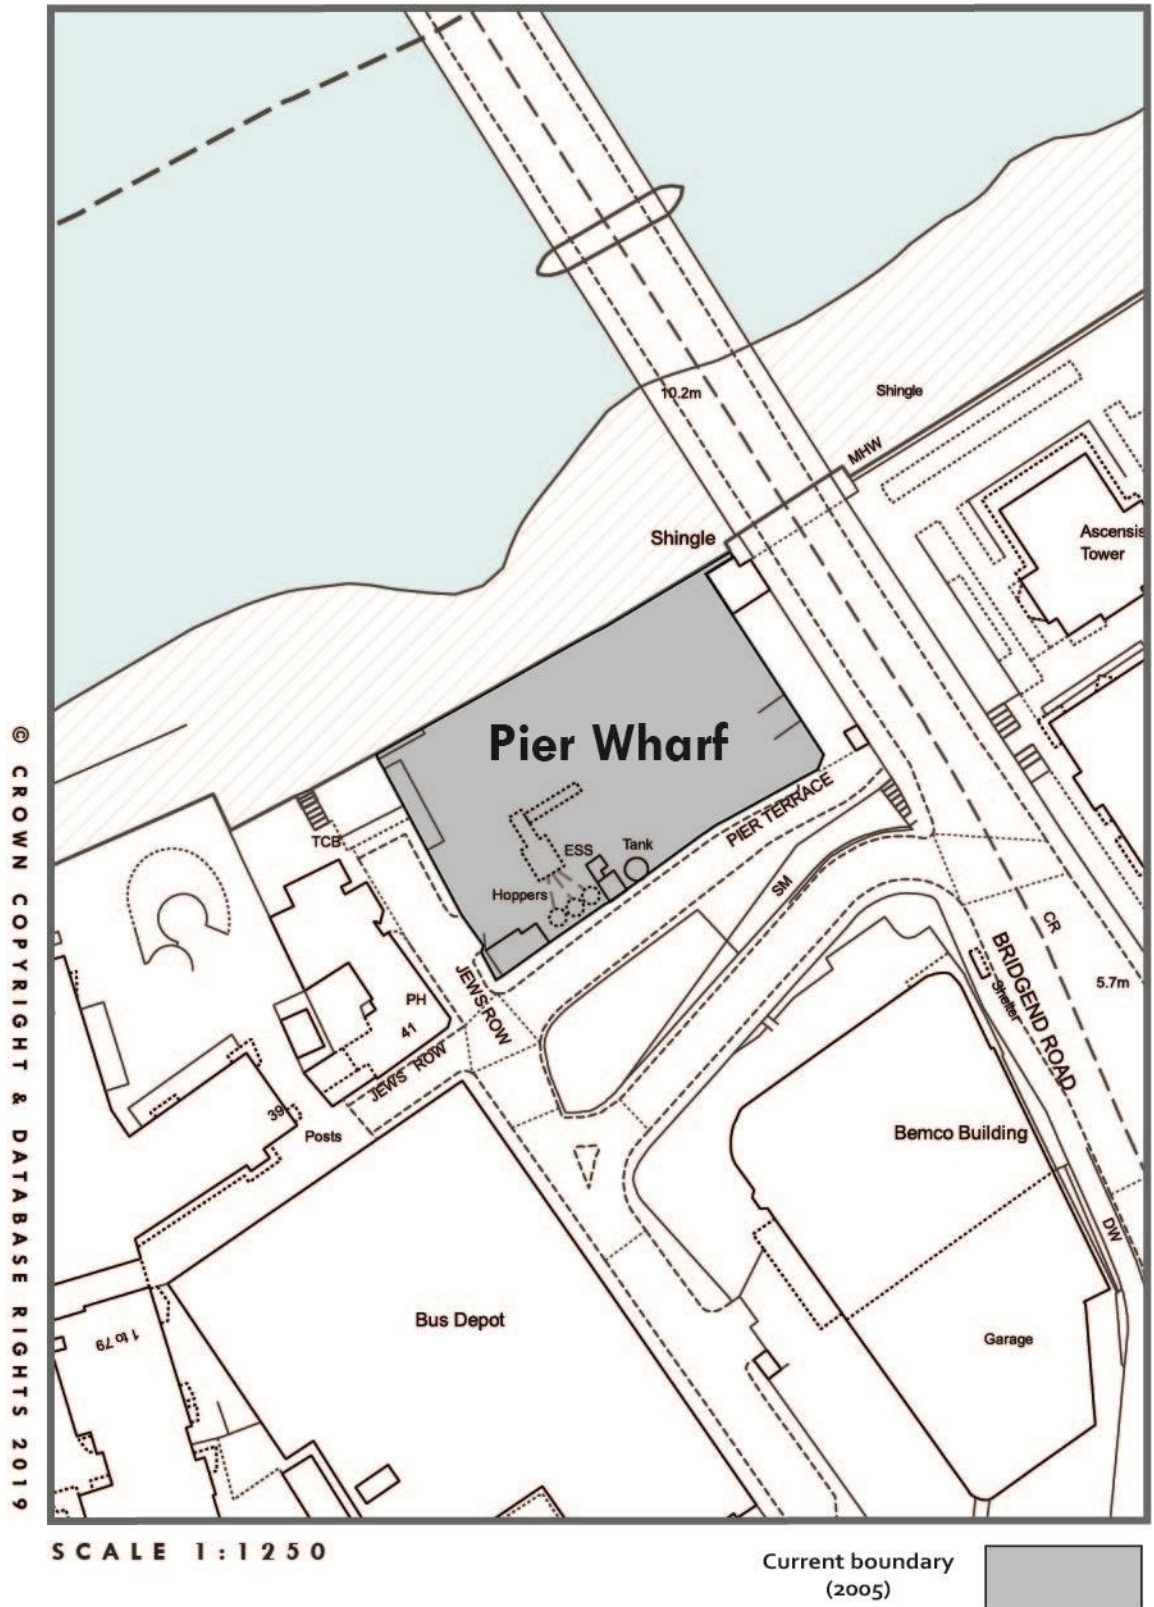 10.2m
Shingle
MHW
Shingle
Ascensis
Tower
Pier Wharf
PIER TERRACE
TCB
ESS
Tank
Hoppers
SM
CR
BRIDGEND ROAD
Shelter
5.7m
JEWS ROW
PH
41
JEWS ROW
39
Posts
Bemco Building
DW
Bus Depot
Garage
1 to 79
© CROWN COPYRIGHT & DATABASE RIGHTS 2019
SCALE 1:1250
Current boundary
(2005)